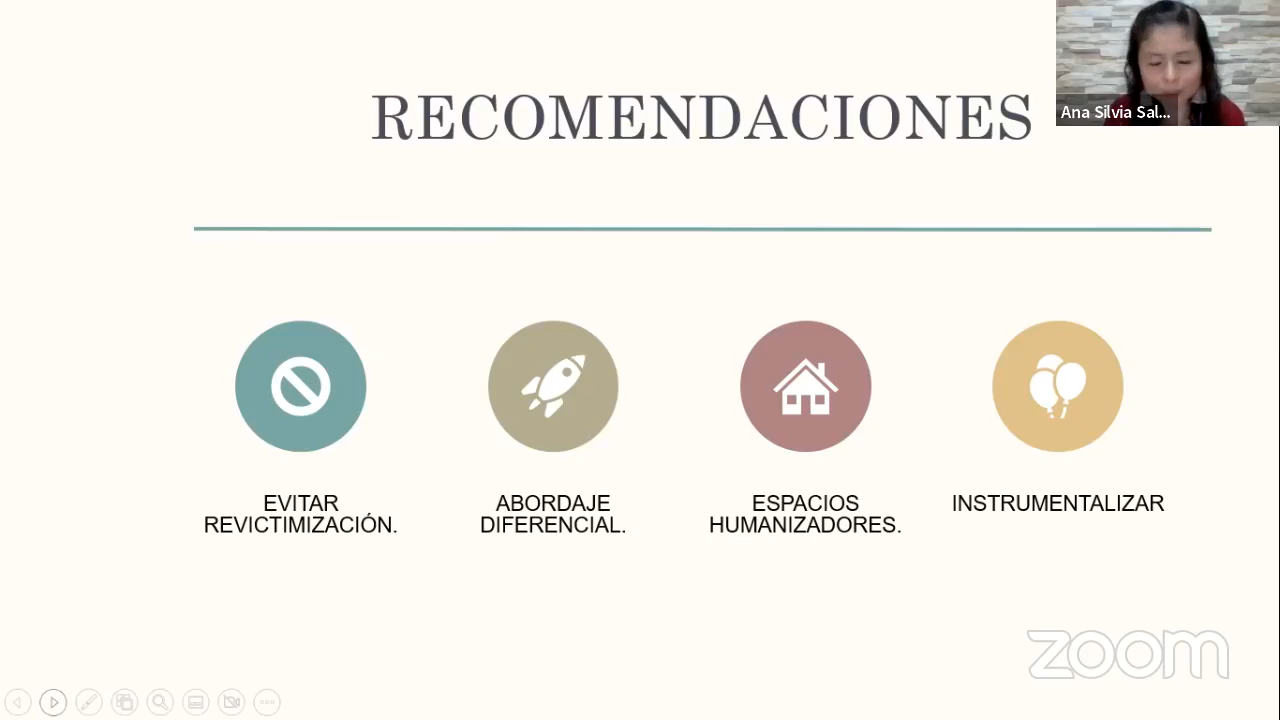 RECOMENDACIONES
Ana Silvia Sal...
EVITAR
REVICTIMIZACIÓN.
ABORDAJE
DIFERENCIAL.
ESPACIOS
HUMANIZADORES.
INSTRUMENTALIZAR
zoom